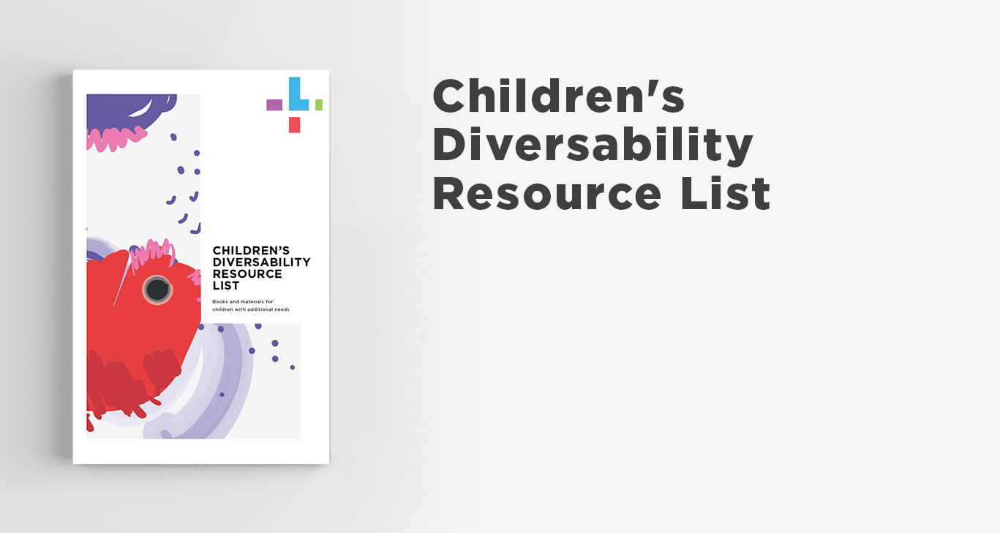 CHILDREN'S
DIVERSABILITY
RESOURCE
LIST
Books and materials for
children with additional needs
Children's
Diversability
Resource List